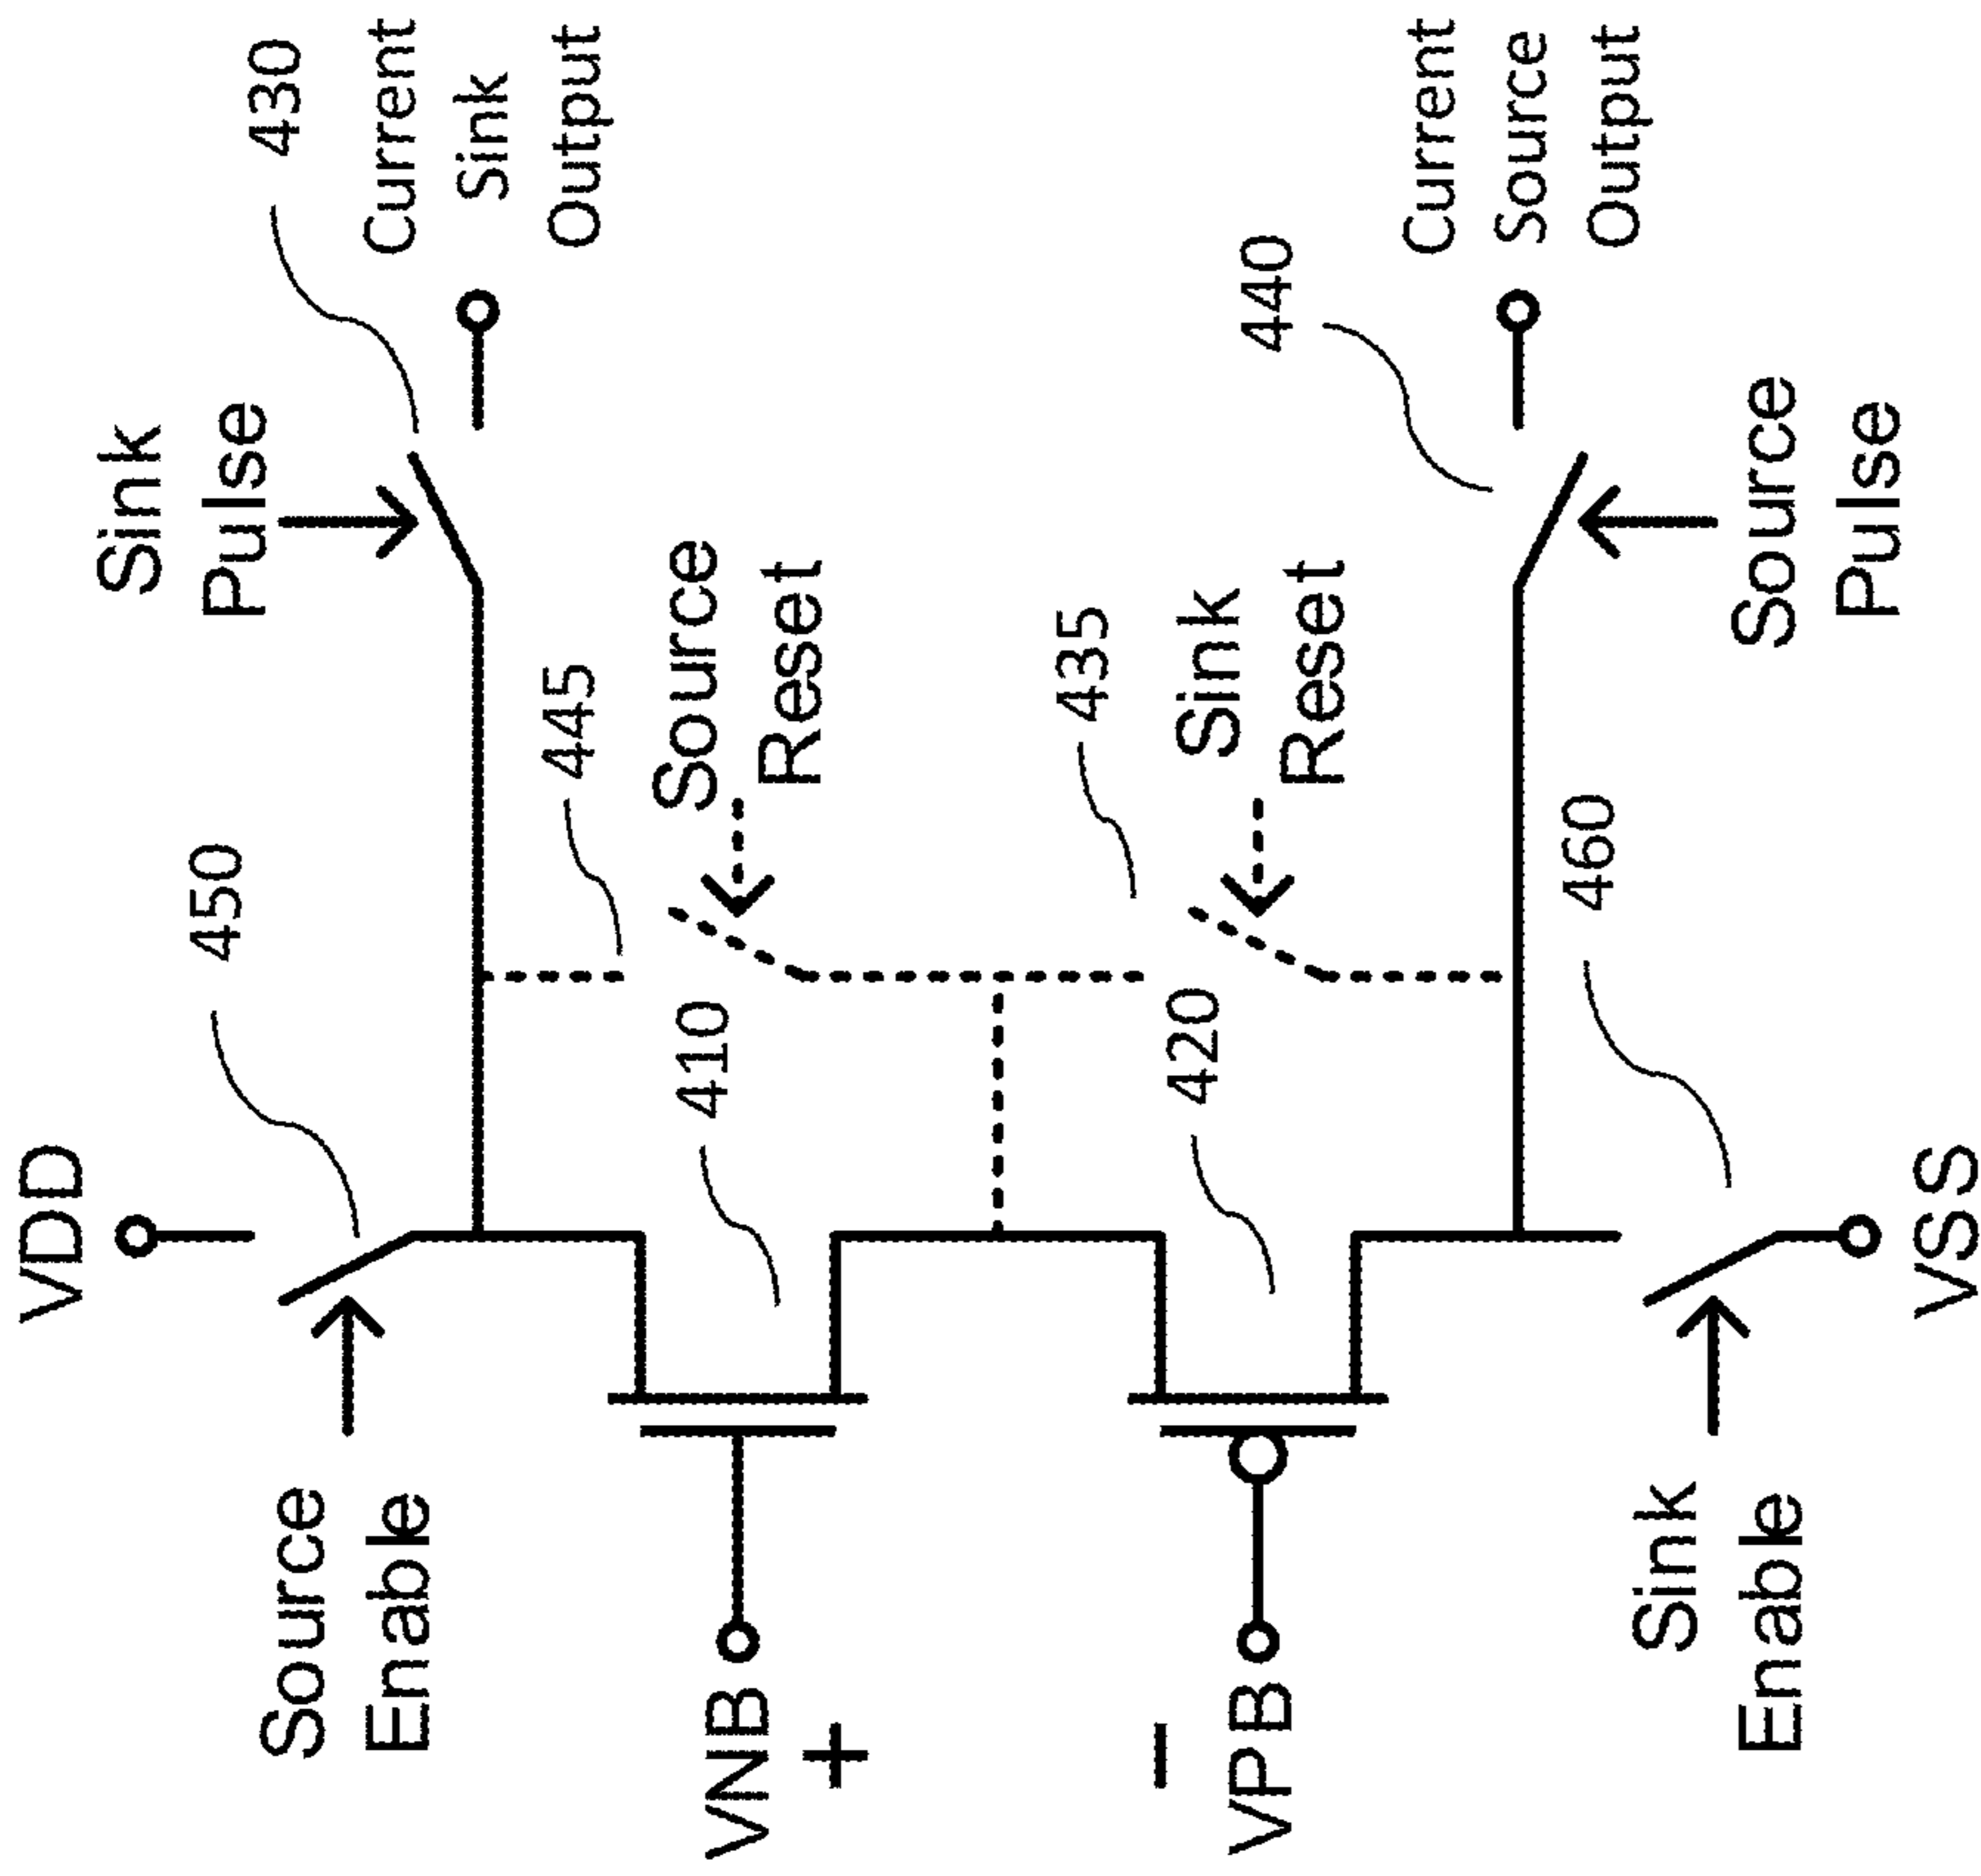 VDD
450
Source
Enable
Sink
Pulse
430
Current
Sink
Output
445
Source
Reset
410
VNB
+
−
VPB
420
435
Sink
Reset
440
Current
Source
Output
Source
Pulse
460
Sink
Enable
VSS